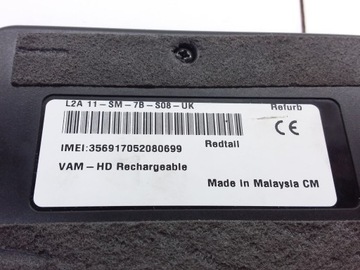 L2A 11-SM-7B-S08-UK Refurb
CE
Redtail
IMEI:356917052080699
VAM-HD Rechargeable
Made in Malaysia CM